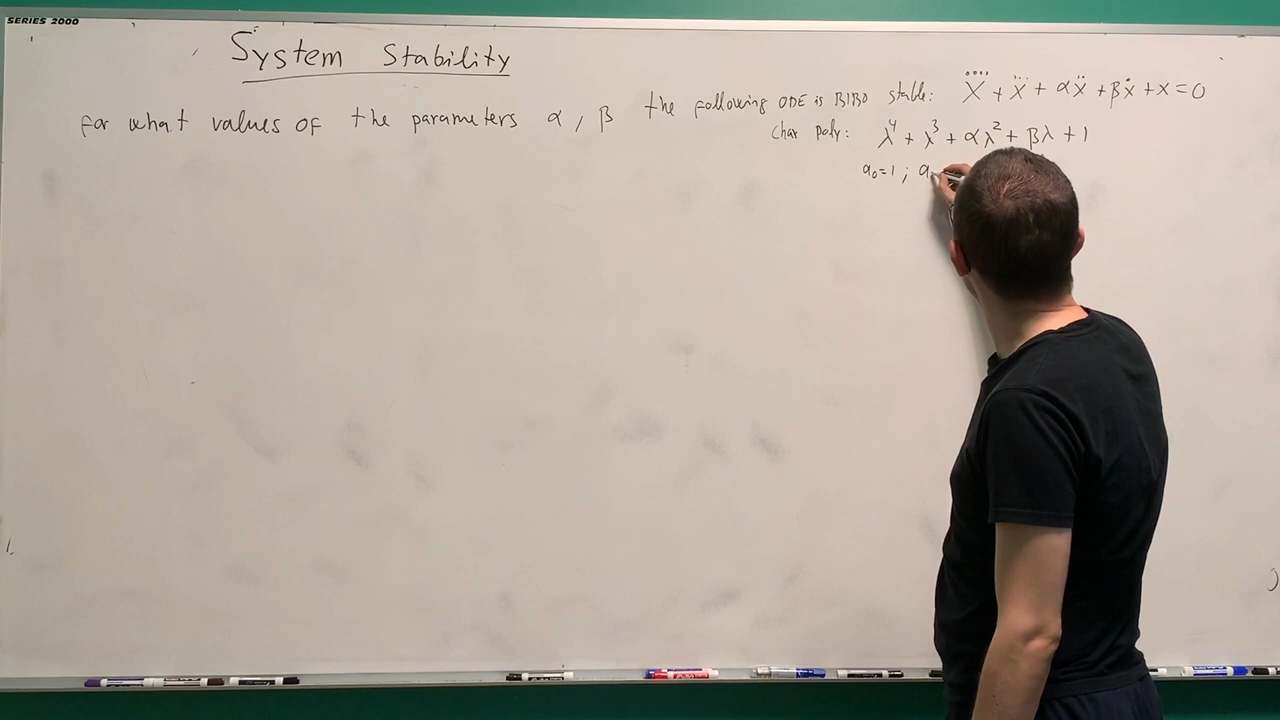 SERIES 2000
System Stability
for what values of the parameters α, β the following ODE is BIBO stable: x⃜ + x⃛ + αẍ + βẋ + x = 0
Char poly: λ⁴ + λ³ + αλ² + βλ + 1
a₀=1 ; a